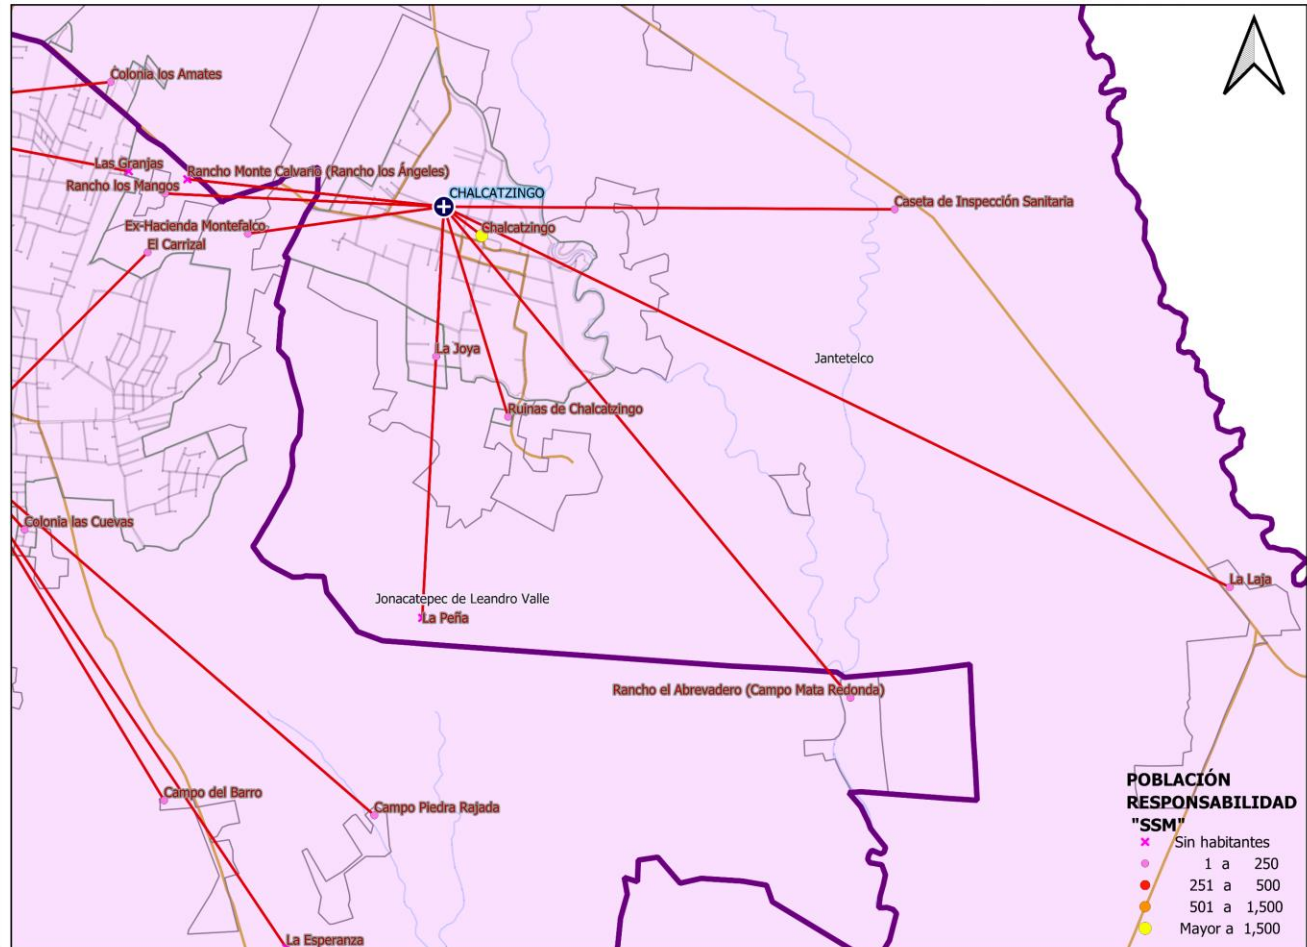 Colonia los Amates
Las Granjas
Rancho Monte Calvario (Rancho los Ángeles)
Rancho los Mangos
CHALCATZINGO
Caseta de Inspección Sanitaria
Ex-Hacienda Montefalco
Chalcatzingo
El Carrizal
La Joya
Jantetelco
Ruinas de Chalcatzingo
Colonia las Cuevas
La Laja
Jonacatepec de Leandro Valle
La Peña
Rancho el Abrevadero (Campo Mata Redonda)
Campo del Barro
Campo Piedra Rajada
La Esperanza
POBLACIÓN
RESPONSABILIDAD
"SSM"
Sin habitantes
1 a 250
251 a 500
501 a 1,500
Mayor a 1,500